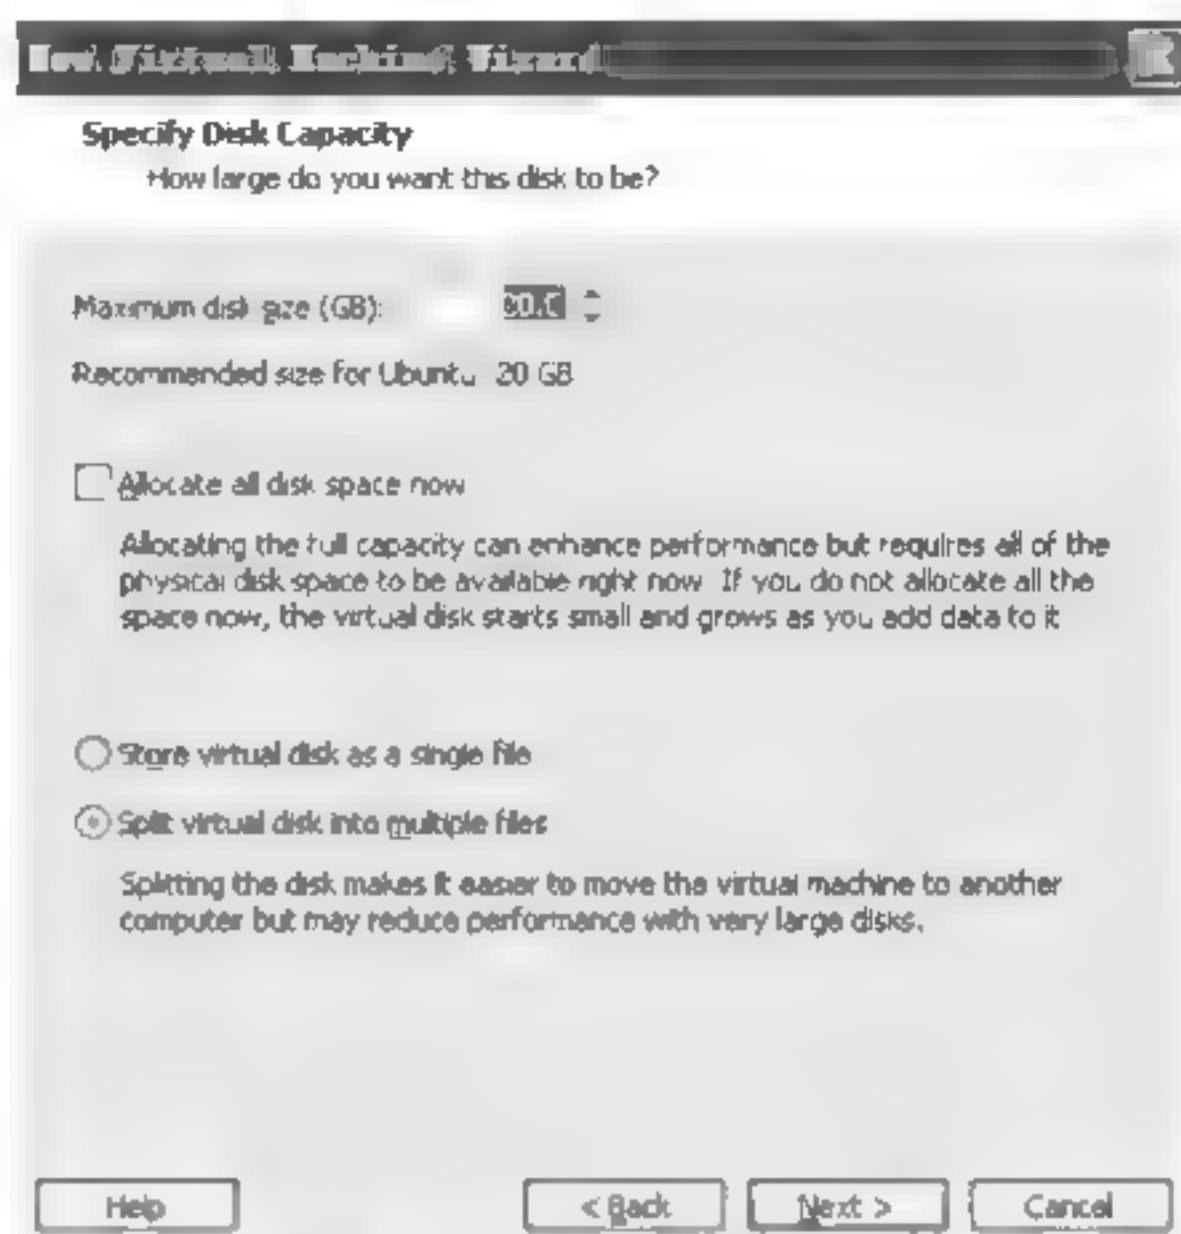 New Virtual Machine Wizard
Specify Disk Capacity
How large do you want this disk to be?
Maximum disk size (GB):
Recommended size for Ubuntu 20 GB
Allocate all disk space now
Allocating the full capacity can enhance performance but requires all of the
physical disk space to be available right now If you do not allocate all the
space now, the virtual disk starts small and grows as you add data to it
Store virtual disk as a single file
Split virtual disk into multiple files
Splitting the disk makes it easier to move the virtual machine to another
computer but may reduce performance with very large disks.
Help
< Back
Next >
Cancel